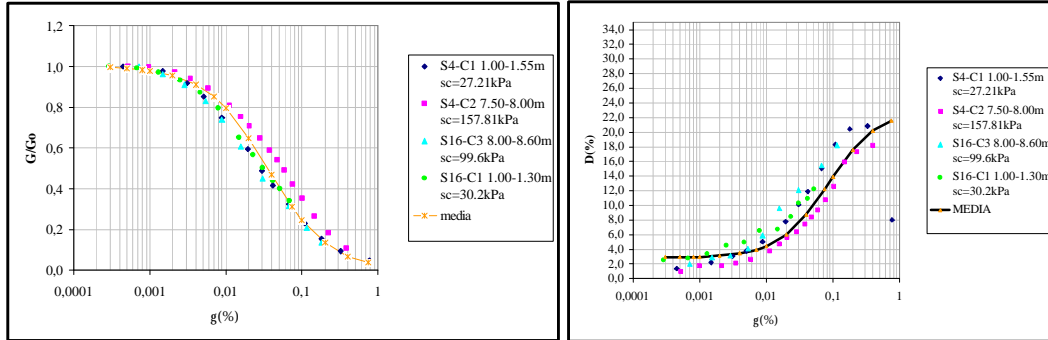 1,2
1,0
0,8
0,6
0,4
0,2
0,0
G/Go
0,0001
0,001
0,01
0,1
1
g(%)
S4-C1 1.00-1.55m
sc=27.21kPa
S4-C2 7.50-8.00m
sc=157.81kPa
S16-C3 8.00-8.60m
sc=99.6kPa
S16-C1 1.00-1.30m
sc=30.2kPa
media
36,0
34,0
32,0
30,0
28,0
26,0
24,0
22,0
20,0
18,0
16,0
14,0
12,0
10,0
8,0
6,0
4,0
2,0
0,0
D(%)
0,0001
0,001
0,01
0,1
1
g(%)
S4-C1 1.00-1.55m
sc=27.21kPa
S4-C2 7.50-8.00m
sc=157.81kPa
S16-C3 8.00-8.60m
sc=99.6kPa
S16-C1 1.00-1.30m
sc=30.2kPa
MEDIA